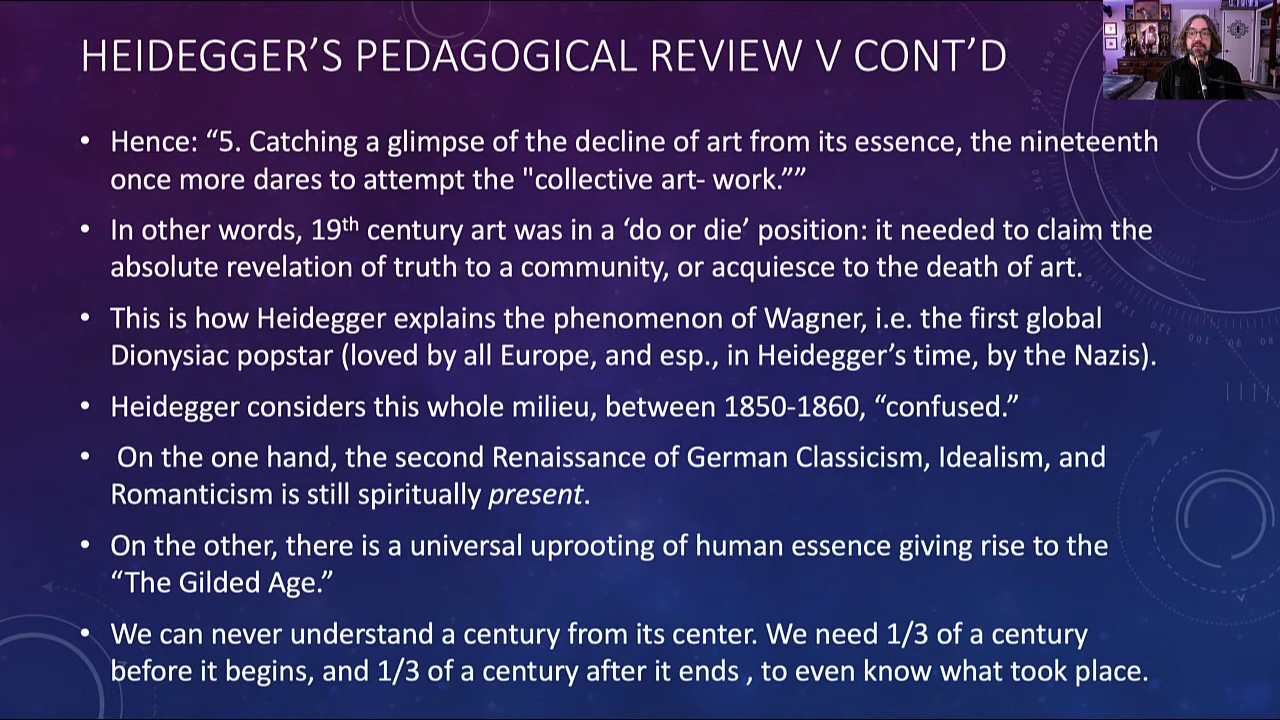 HEIDEGGER’S PEDAGOGICAL REVIEW V CONT’D
• Hence: “5. Catching a glimpse of the decline of art from its essence, the nineteenth
once more dares to attempt the "collective art- work.””
• In other words, 19th century art was in a ‘do or die’ position: it needed to claim the
absolute revelation of truth to a community, or acquiesce to the death of art.
• This is how Heidegger explains the phenomenon of Wagner, i.e. the first global
Dionysiac popstar (loved by all Europe, and esp., in Heidegger’s time, by the Nazis).
• Heidegger considers this whole milieu, between 1850-1860, “confused.”
• On the one hand, the second Renaissance of German Classicism, Idealism, and
Romanticism is still spiritually present.
• On the other, there is a universal uprooting of human essence giving rise to the
“The Gilded Age.”
• We can never understand a century from its center. We need 1/3 of a century
before it begins, and 1/3 of a century after it ends , to even know what took place.